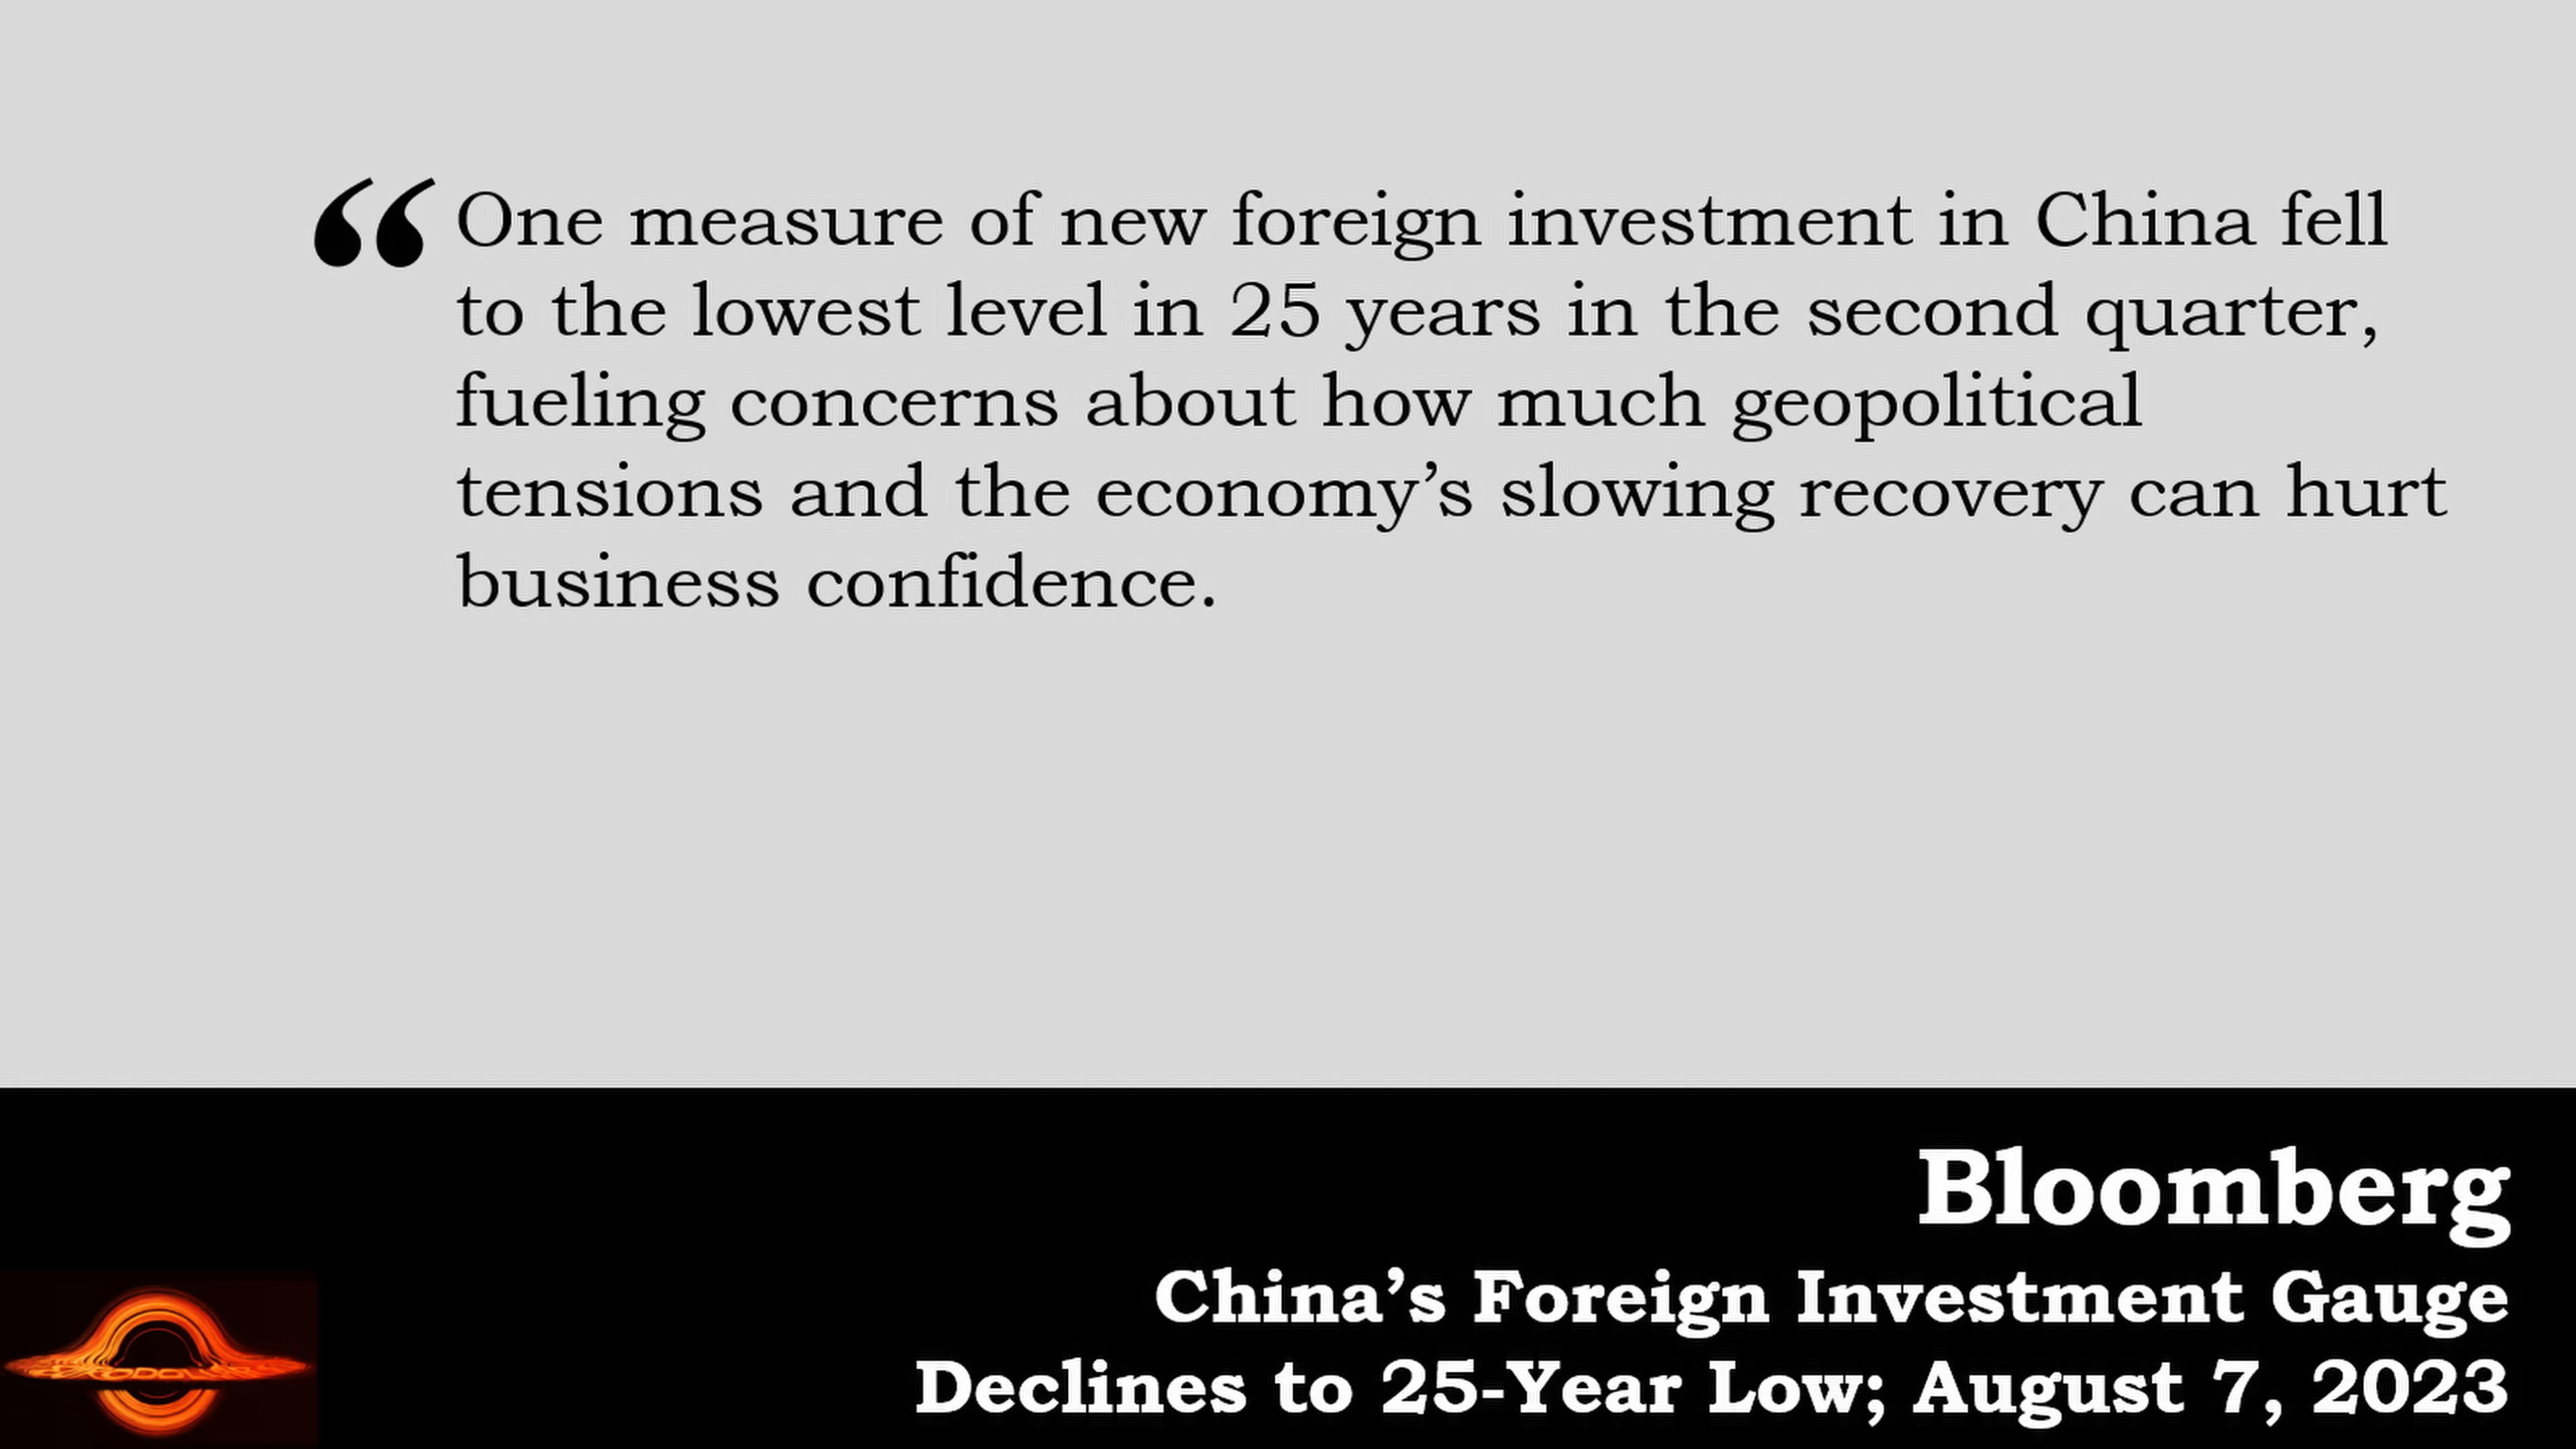 “One measure of new foreign investment in China fell
to the lowest level in 25 years in the second quarter,
fueling concerns about how much geopolitical
tensions and the economy’s slowing recovery can hurt
business confidence.
Bloomberg
China’s Foreign Investment Gauge
Declines to 25-Year Low; August 7, 2023